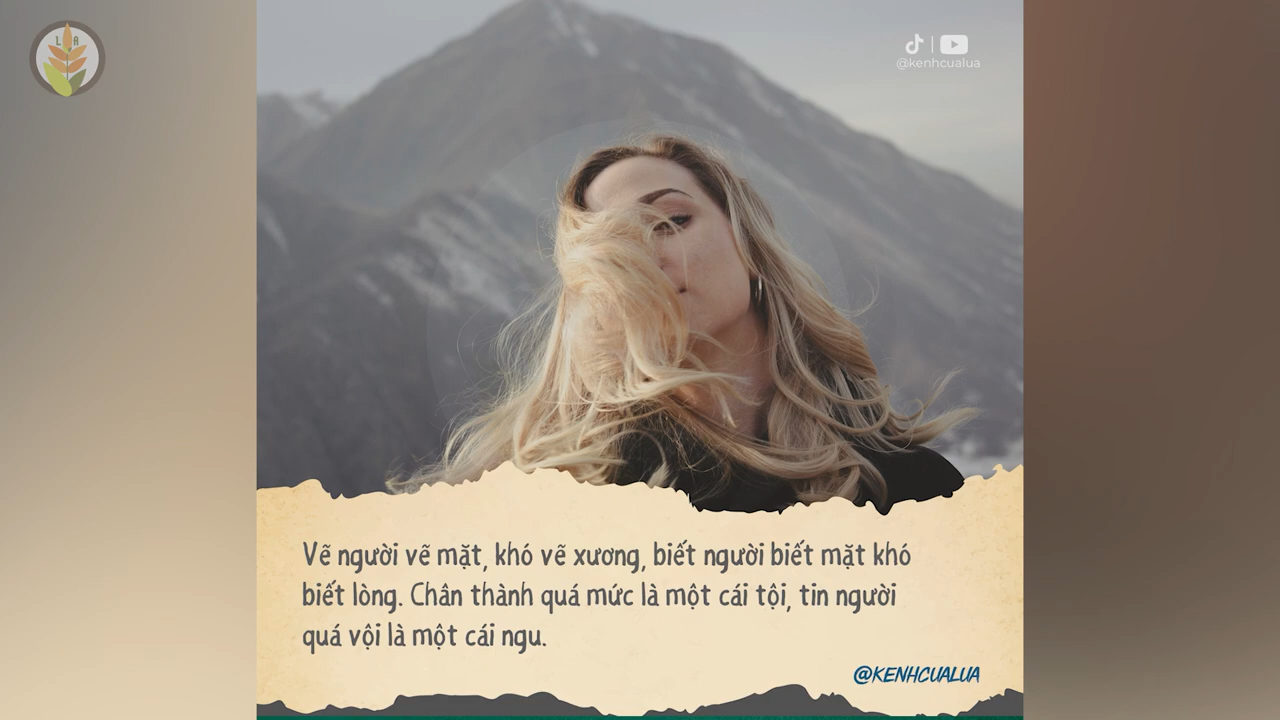 L A
@kenhcualua
Vẽ người vẽ mặt, khó vẽ xương, biết người biết mặt khó
biết lòng. Chân thành quá mức là một cái tội, tin người
quá vội là một cái ngu.
@KENHCUALUA